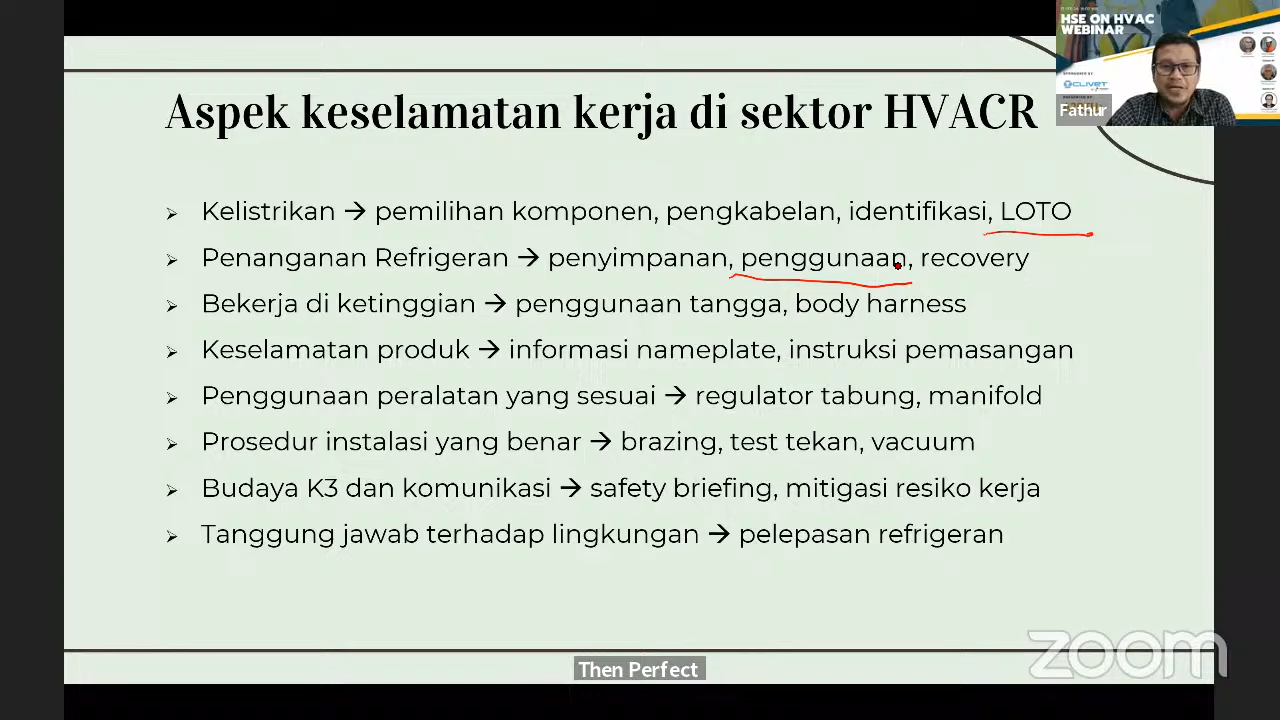 HSE ON HVAC
WEBINAR
SPONSORED BY
CLIVET
Fathur
Aspek keselamatan kerja di sektor HVACR
Kelistrikan → pemilihan komponen, pengkabelan, identifikasi, LOTO
Penanganan Refrigeran → penyimpanan, penggunaan, recovery
Bekerja di ketinggian → penggunaan tangga, body harness
Keselamatan produk → informasi nameplate, instruksi pemasangan
Penggunaan peralatan yang sesuai → regulator tabung, manifold
Prosedur instalasi yang benar → brazing, test tekan, vacuum
Budaya K3 dan komunikasi → safety briefing, mitigasi resiko kerja
Tanggung jawab terhadap lingkungan → pelepasan refrigeran
zoom
Then Perfect